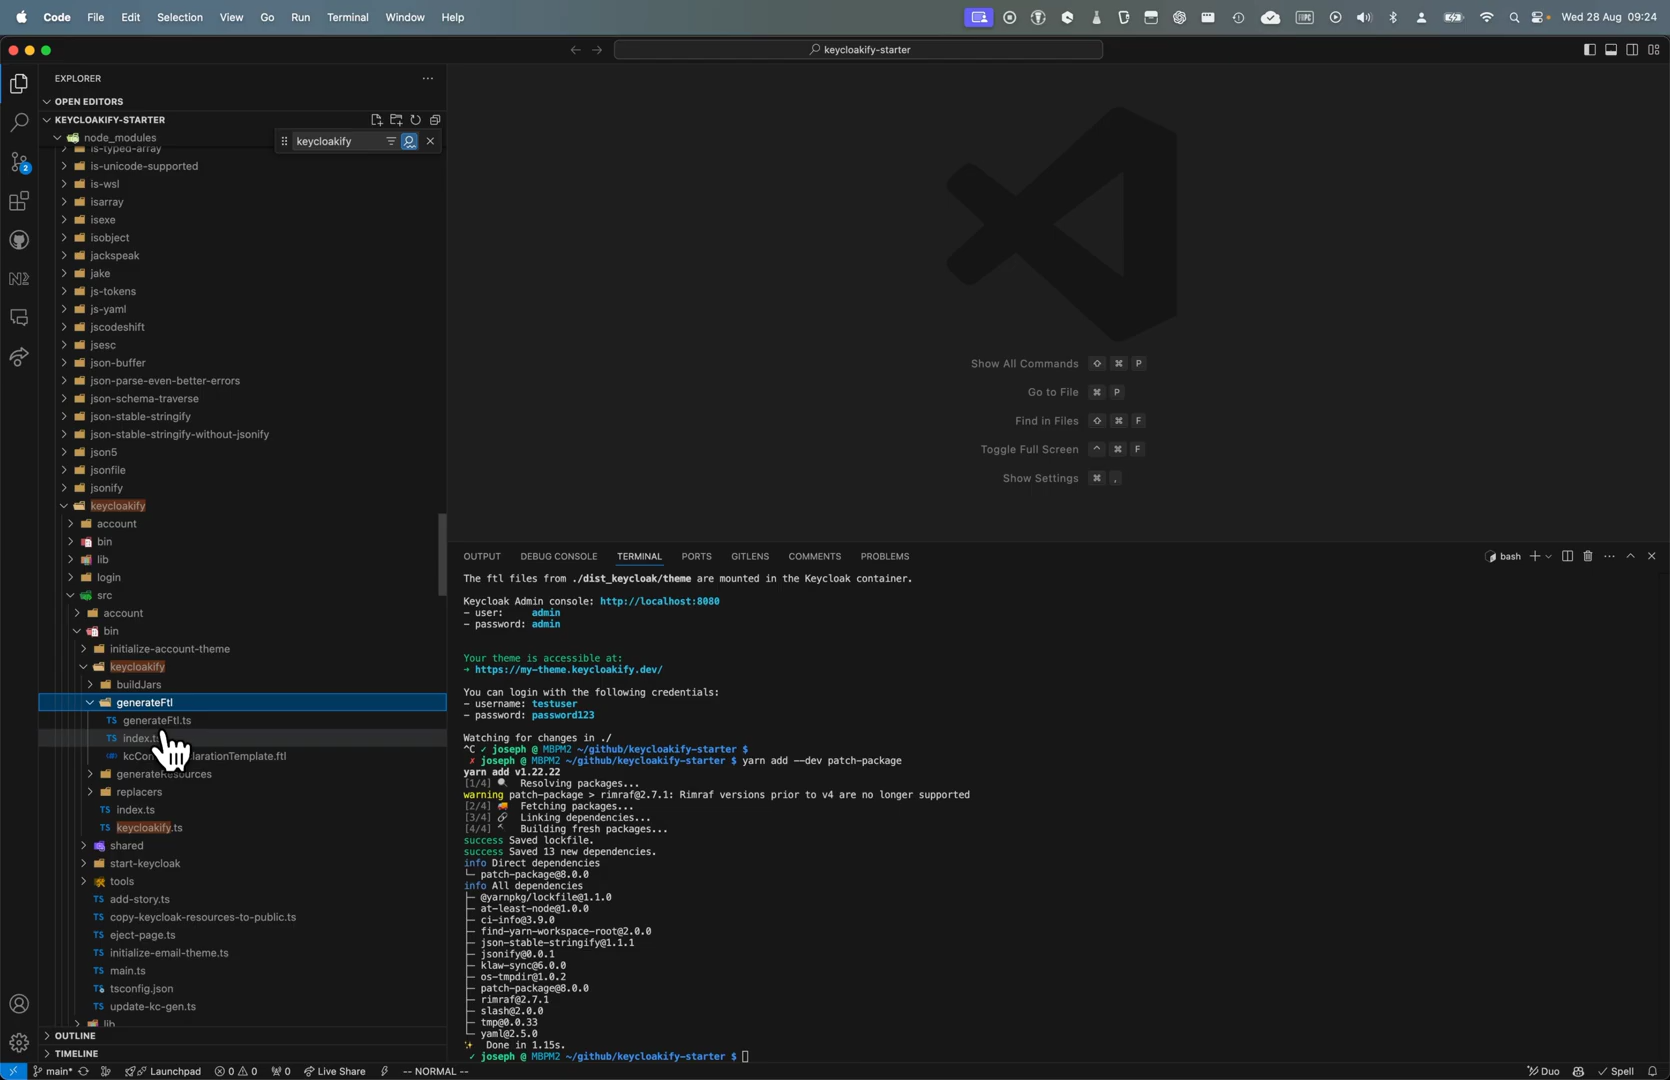 Code File Edit Selection View Go Run Terminal Window Help
Wed 28 Aug 09:24
keycloakify-starter
EXPLORER
OPEN EDITORS
KEYCLOAKIFY-STARTER
node_modules
keycloakify
is-typed-array
is-unicode-supported
is-wsl
isarray
isexe
isobject
jackspeak
jake
js-tokens
js-yaml
jscodeshift
jsesc
json-buffer
json-parse-even-better-errors
json-schema-traverse
json-stable-stringify
json-stable-stringify-without-jsonify
json5
jsonfile
jsonify
keycloakify
account
bin
lib
login
src
account
bin
initialize-account-theme
keycloakify
buildJars
generateFtl
generateFtl.ts
index.ts
kcCon larationTemplate.ftl
generateResources
replacers
index.ts
keycloakify.ts
shared
start-keycloak
tools
add-story.ts
copy-keycloak-resources-to-public.ts
eject-page.ts
initialize-email-theme.ts
main.ts
tsconfig.json
update-kc-gen.ts
lib
OUTLINE
TIMELINE
Show All Commands ⇧ ⌘ P
Go to File ⌘ P
Find in Files ⇧ ⌘ F
Toggle Full Screen ^ ⌘ F
Show Settings ⌘ ,
OUTPUT DEBUG CONSOLE TERMINAL PORTS GITLENS COMMENTS PROBLEMS
bash
The ftl files from ./dist_keycloak/theme are mounted in the Keycloak container.
Keycloak Admin console: http://localhost:8080
- user: admin
- password: admin
Your theme is accessible at:
➜ https://my-theme.keycloakify.dev/
You can login with the following credentials:
- username: testuser
- password: password123
Watching for changes in ./
^C ✓ joseph @ MBPM2 ~/github/keycloakify-starter $
✗ joseph @ MBPM2 ~/github/keycloakify-starter $ yarn add --dev patch-package
yarn add v1.22.22
[1/4] 🔍 Resolving packages...
warning patch-package > rimraf@2.7.1: Rimraf versions prior to v4 are no longer supported
[2/4] 🚚 Fetching packages...
[3/4] 🔗 Linking dependencies...
[4/4] 🔨 Building fresh packages...
success Saved lockfile.
success Saved 13 new dependencies.
info Direct dependencies
└─ patch-package@8.0.0
info All dependencies
├─ @yarnpkg/lockfile@1.1.0
├─ at-least-node@1.0.0
├─ ci-info@3.9.0
├─ find-yarn-workspace-root@2.0.0
├─ json-stable-stringify@1.1.1
├─ jsonify@0.0.1
├─ klaw-sync@6.0.0
├─ os-tmpdir@1.0.2
├─ patch-package@8.0.0
├─ rimraf@2.7.1
├─ slash@2.0.0
├─ tmp@0.0.33
└─ yaml@2.5.0
✨ Done in 1.15s.
✓ joseph @ MBPM2 ~/github/keycloakify-starter $
main* Launchpad 0 0 0 Live Share -- NORMAL -- Duo Spell